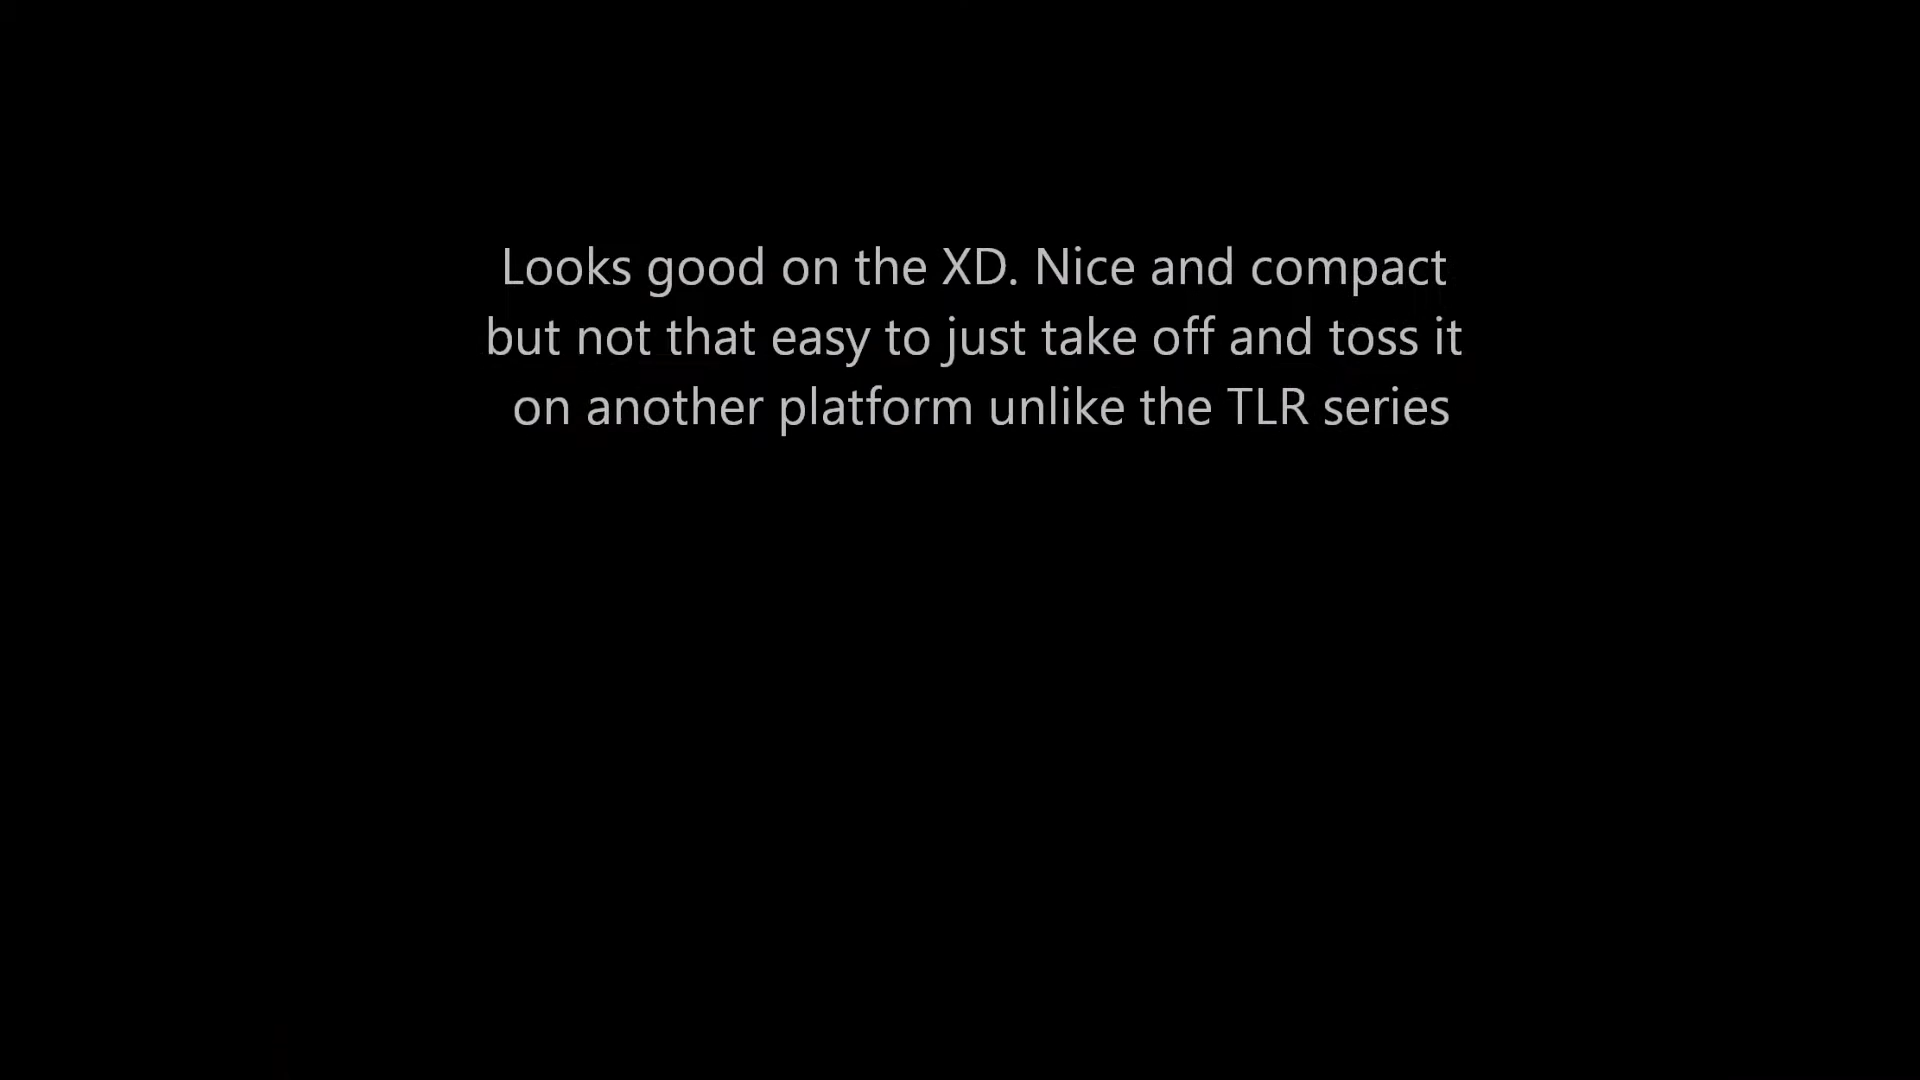 Looks good on the XD. Nice and compact
but not that easy to just take off and toss it
on another platform unlike the TLR series